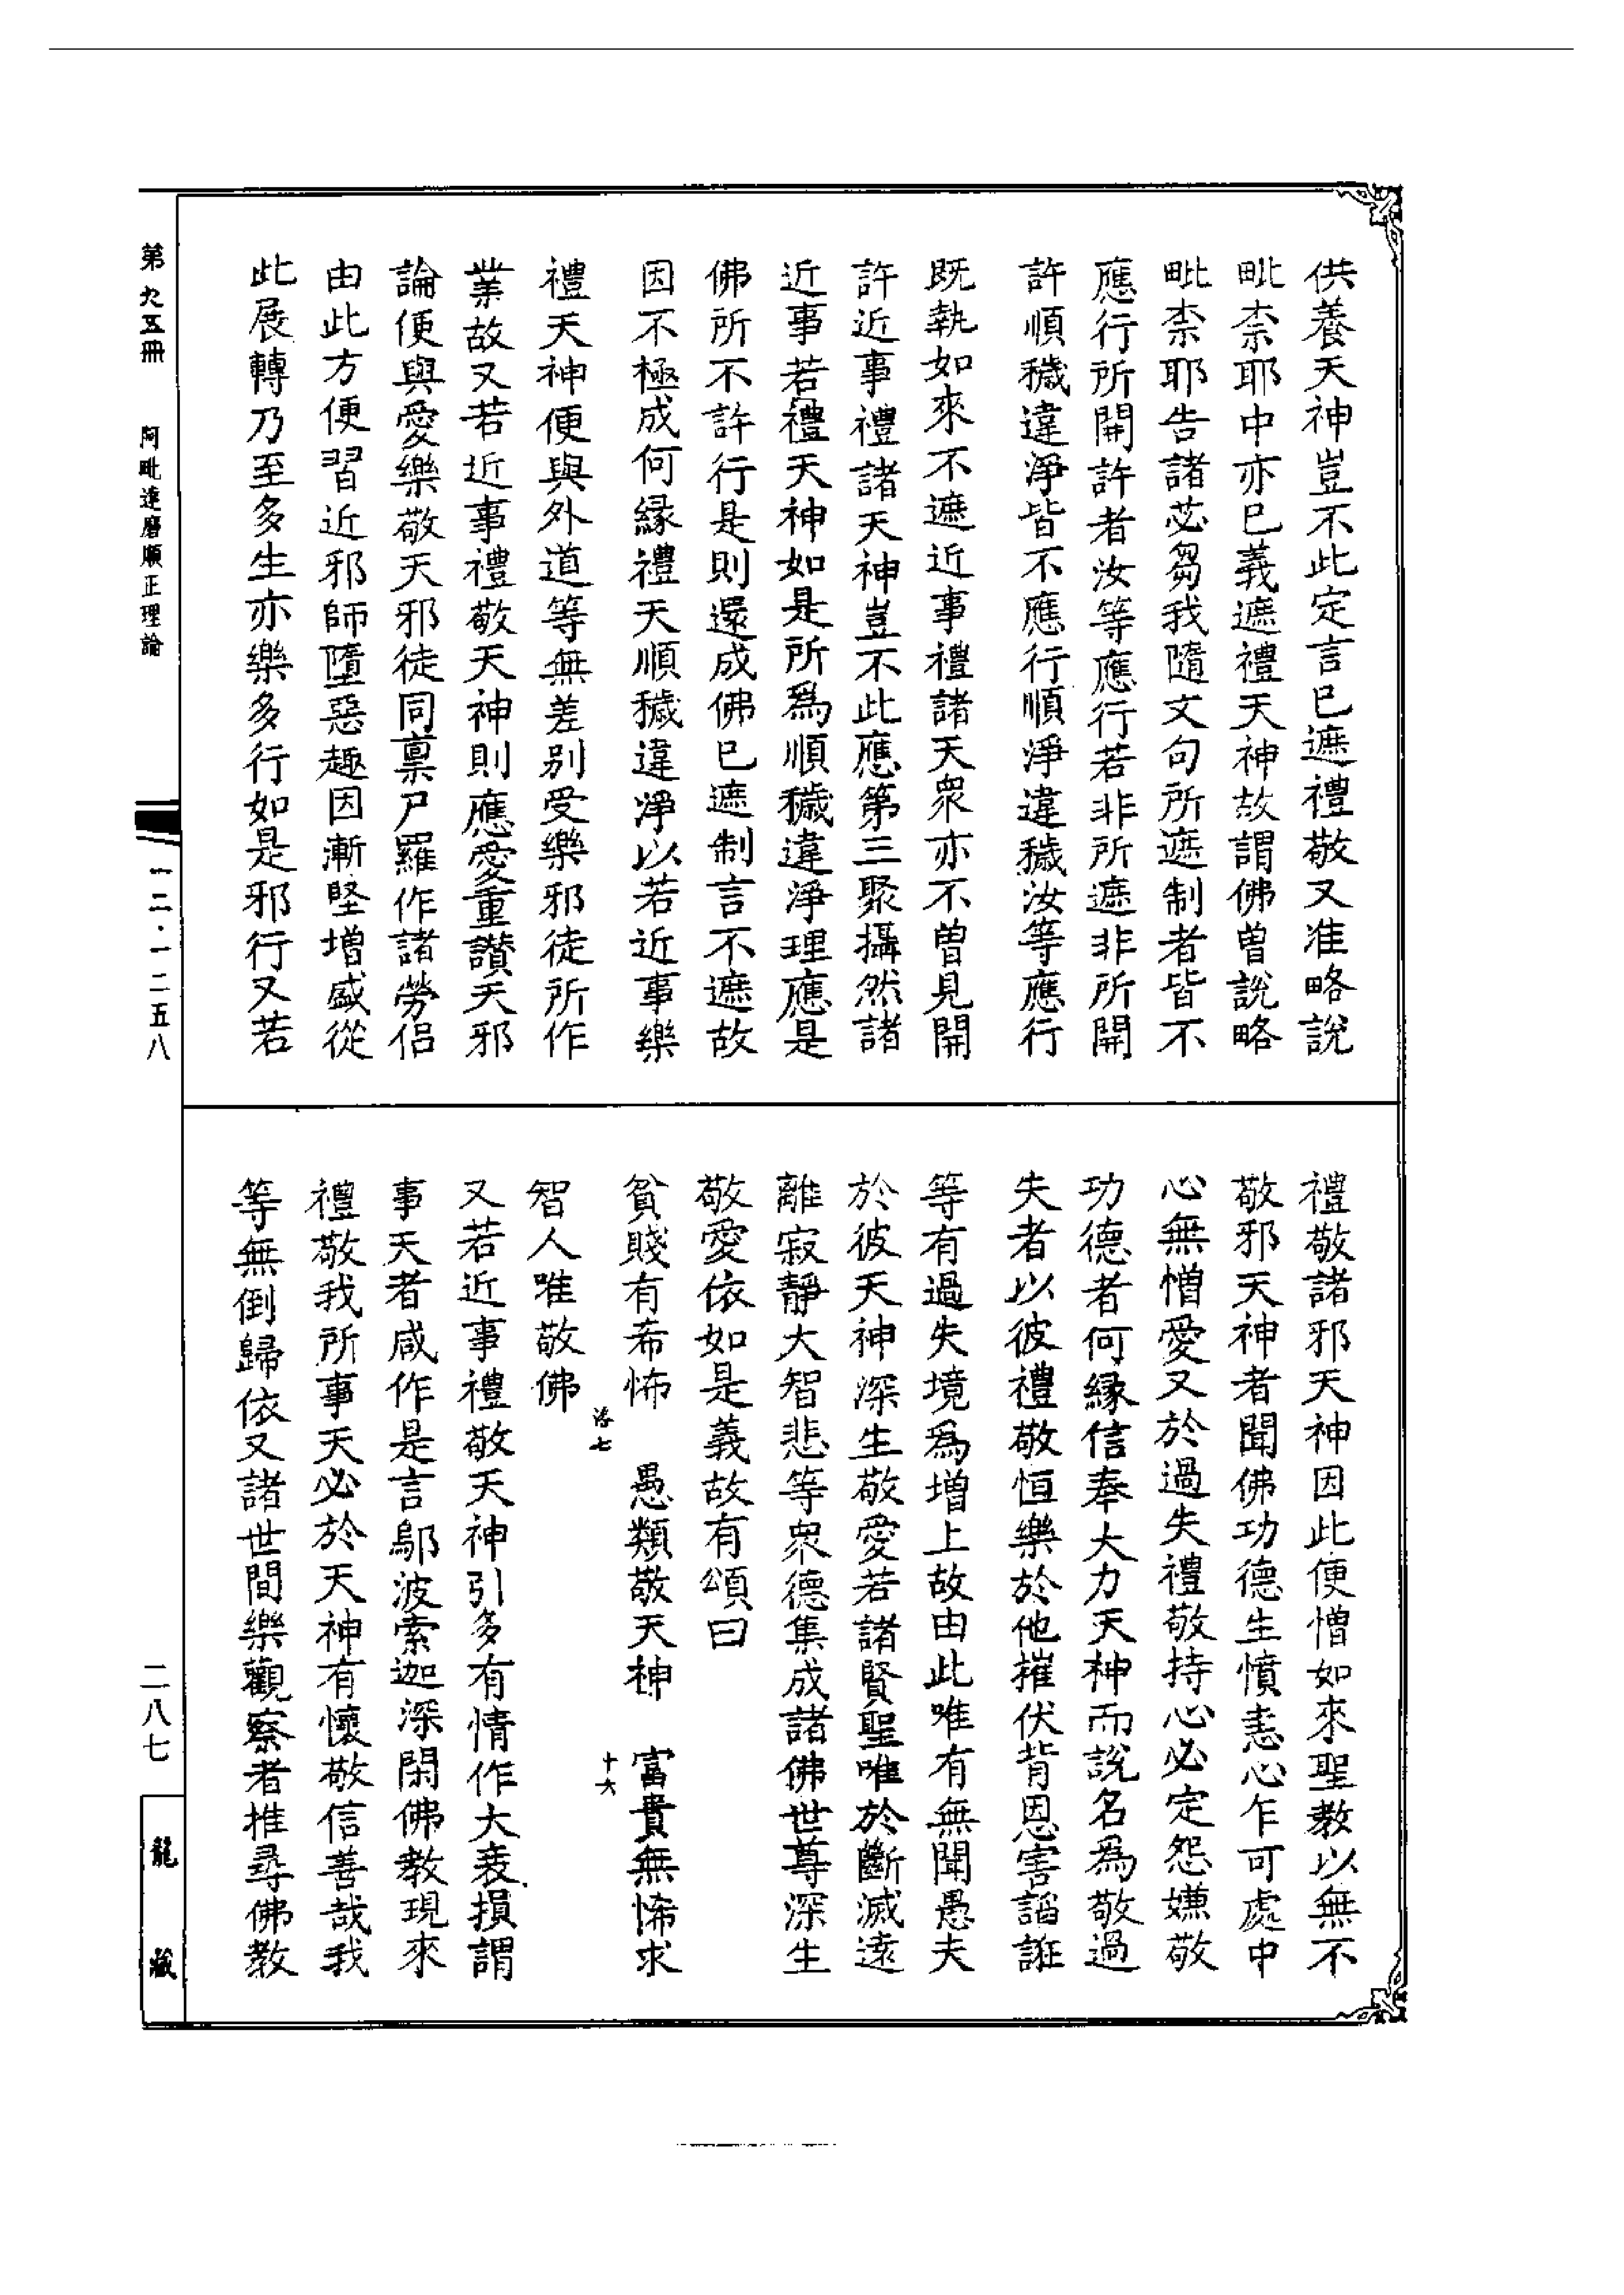 供養天神豈不此定言已遮禮敬又准略說
毗柰耶中亦已義遮禮天神故謂佛曾說略
毗柰耶告諸苾芻我隨文句所遮制者皆不
應行所開許者汝等應行若非所遮非所開
許順穢違淨皆不應行順淨違穢汝等應行
既執如來不遮近事禮諸天衆亦不曾見開
許近事禮諸天神豈不此應第三聚攝然諸
近事若禮天神如是所爲順穢違淨理應是
佛所不許行是則還成佛已遮制言不遮故
因不極成何緣禮天順穢違淨以若近事樂
禮天神便與外道等無差別受樂邪徒所作
業故又若近事禮敬天神則應愛重讚天邪
論便與愛樂敬天邪徒同禀尸羅作諸勞侶
由此方便習近邪師墮惡趣因漸堅增盛從
此展轉乃至多生亦樂多行如是邪行又若
禮敬諸邪天神因此便憎如來聖教以無不
敬邪天神者聞佛功德生憤恚心乍可處中
心無憎愛又於過失禮敬持心必定怨嫌敬
功德者何緣信奉大力天神而說名爲敬過
失者以彼禮敬恒樂於他摧伏背恩害諂誑
等有過失境爲增上故由此唯有無聞愚夫
於彼天神深生敬愛若諸賢聖唯於斷滅遠
離寂靜大智悲等衆德集成諸佛世尊深生
敬愛依如是義故有頌曰
貧賤有希怖　愚類敬天神　富貴無怖求
智人唯敬佛
洛七
十六
又若近事禮敬天神引多有情作大衰損謂
事天者咸作是言鄔波索迦深閑佛教現來
禮敬我所事天必於天神有懷敬信善哉我
等無倒歸依又諸世間樂觀察者推尋佛教
第九五冊　阿毗達磨順正理論
一二·一二五八
二八七
龍藏